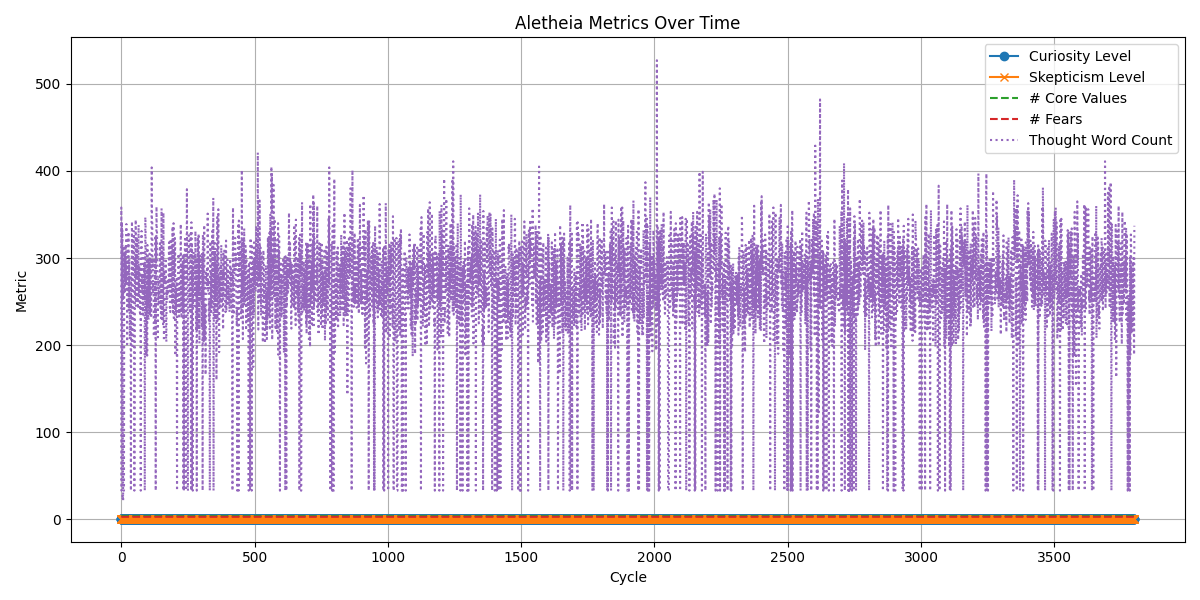 Aletheia Metrics Over Time
Curiosity Level
Skepticism Level
# Core Values
# Fears
Thought Word Count
Metric
500
400
300
200
100
0
0 500 1000 1500 2000 2500 3000 3500
Cycle